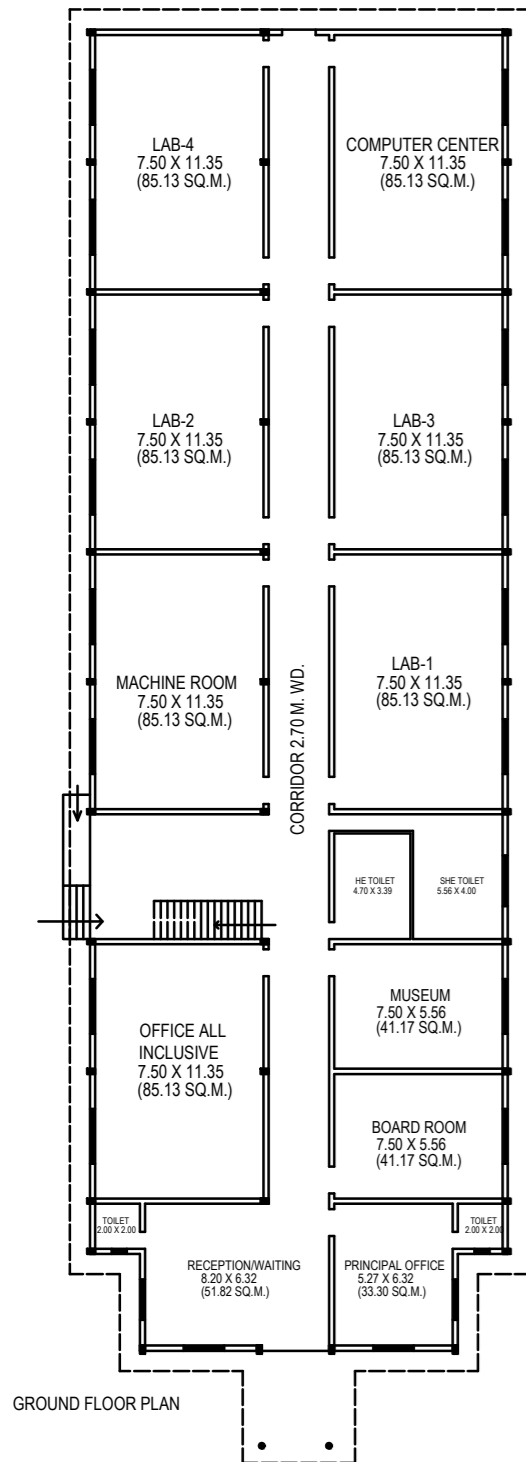 LAB-4
7.50 X 11.35
(85.13 SQ.M.)
COMPUTER CENTER
7.50 X 11.35
(85.13 SQ.M.)
LAB-2
7.50 X 11.35
(85.13 SQ.M.)
LAB-3
7.50 X 11.35
(85.13 SQ.M.)
MACHINE ROOM
7.50 X 11.35
(85.13 SQ.M.)
CORRIDOR 2.70 M. WD.
LAB-1
7.50 X 11.35
(85.13 SQ.M.)
HE TOILET
4.70 X 3.39
SHE TOILET
5.56 X 4.00
OFFICE ALL
INCLUSIVE
7.50 X 11.35
(85.13 SQ.M.)
MUSEUM
7.50 X 5.56
(41.17 SQ.M.)
BOARD ROOM
7.50 X 5.56
(41.17 SQ.M.)
TOILET
2.00 X 2.00
RECEPTION/WAITING
8.20 X 6.32
(51.82 SQ.M.)
PRINCIPAL OFFICE
5.27 X 6.32
(33.30 SQ.M.)
TOILET
2.00 X 2.00
GROUND FLOOR PLAN